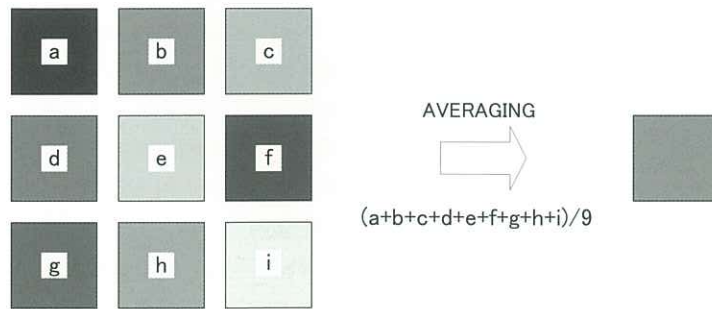 a b c
AVERAGING
d e f
(a+b+c+d+e+f+g+h+i)/9
g h i